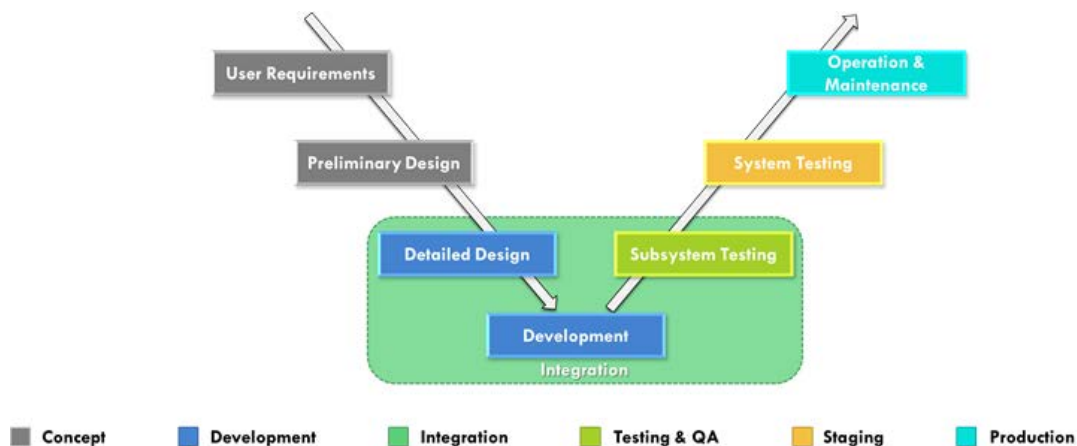 User Requirements
Operation &
Maintenance
Preliminary Design
System Testing
Detailed Design
Subsystem Testing
Development
Integration
Concept
Development
Integration
Testing & QA
Staging
Production